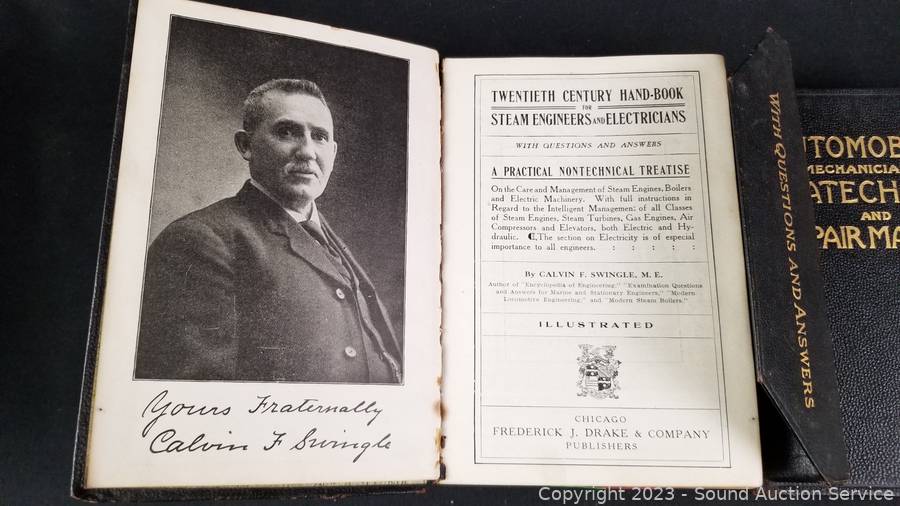 Yours Fraternally
Calvin F Swingle
TWENTIETH CENTURY HAND-BOOK
FOR
STEAM ENGINEERS AND ELECTRICIANS
WITH QUESTIONS AND ANSWERS
A PRACTICAL NONTECHNICAL TREATISE
On the Care and Management of Steam Engines, Boilers
and Electric Machinery. With full instructions in
Regard to the Intelligent Management of all Classes
of Steam Engines, Steam Turbines, Gas Engines, Air
Compressors and Elevators, both Electric and Hy-
draulic. ℂ,The section on Electricity is of especial
importance to all engineers. : : : : :
By CALVIN F. SWINGLE, M. E.
Author of "Encyclopedia of Engineering," "Examination Questions
and Answers for Marine and Stationary Engineers," "Modern
Locomotive Engineering," and "Modern Steam Boilers."
ILLUSTRATED
CHICAGO
FREDERICK J. DRAKE & COMPANY
PUBLISHERS
WITH QUESTIONS AND ANSWERS
TOMOB
MECHANICIA
ATECH
AND
PAIR MA
Copyright 2023 - Sound Auction Service